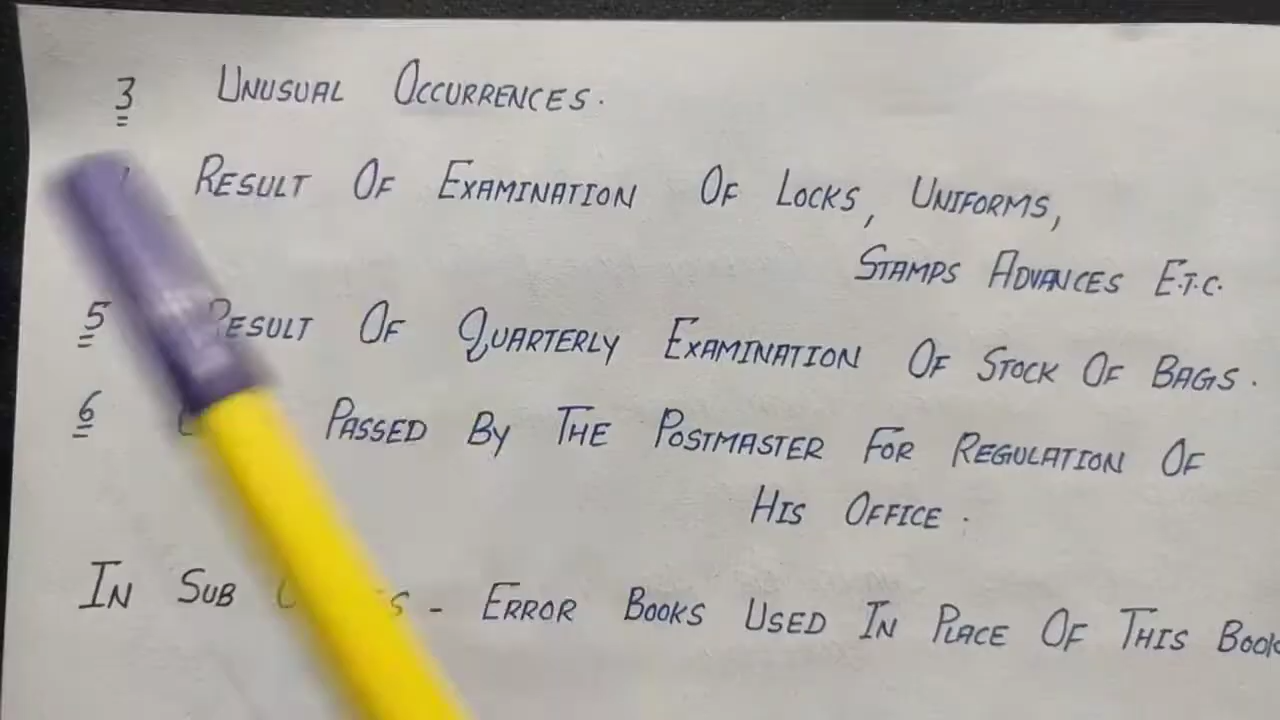 3 UNUSUAL OCCURRENCES.
RESULT OF EXAMINATION OF LOCKS, UNIFORMS,
STAMPS ADVANCES E.T.C.
5 RESULT OF QUARTERLY EXAMINATION OF STOCK OF BAGS.
6 PASSED BY THE POSTMASTER FOR REGULATION OF
HIS OFFICE.
IN SUB - ERROR BOOKS USED IN PLACE OF THIS BOOK